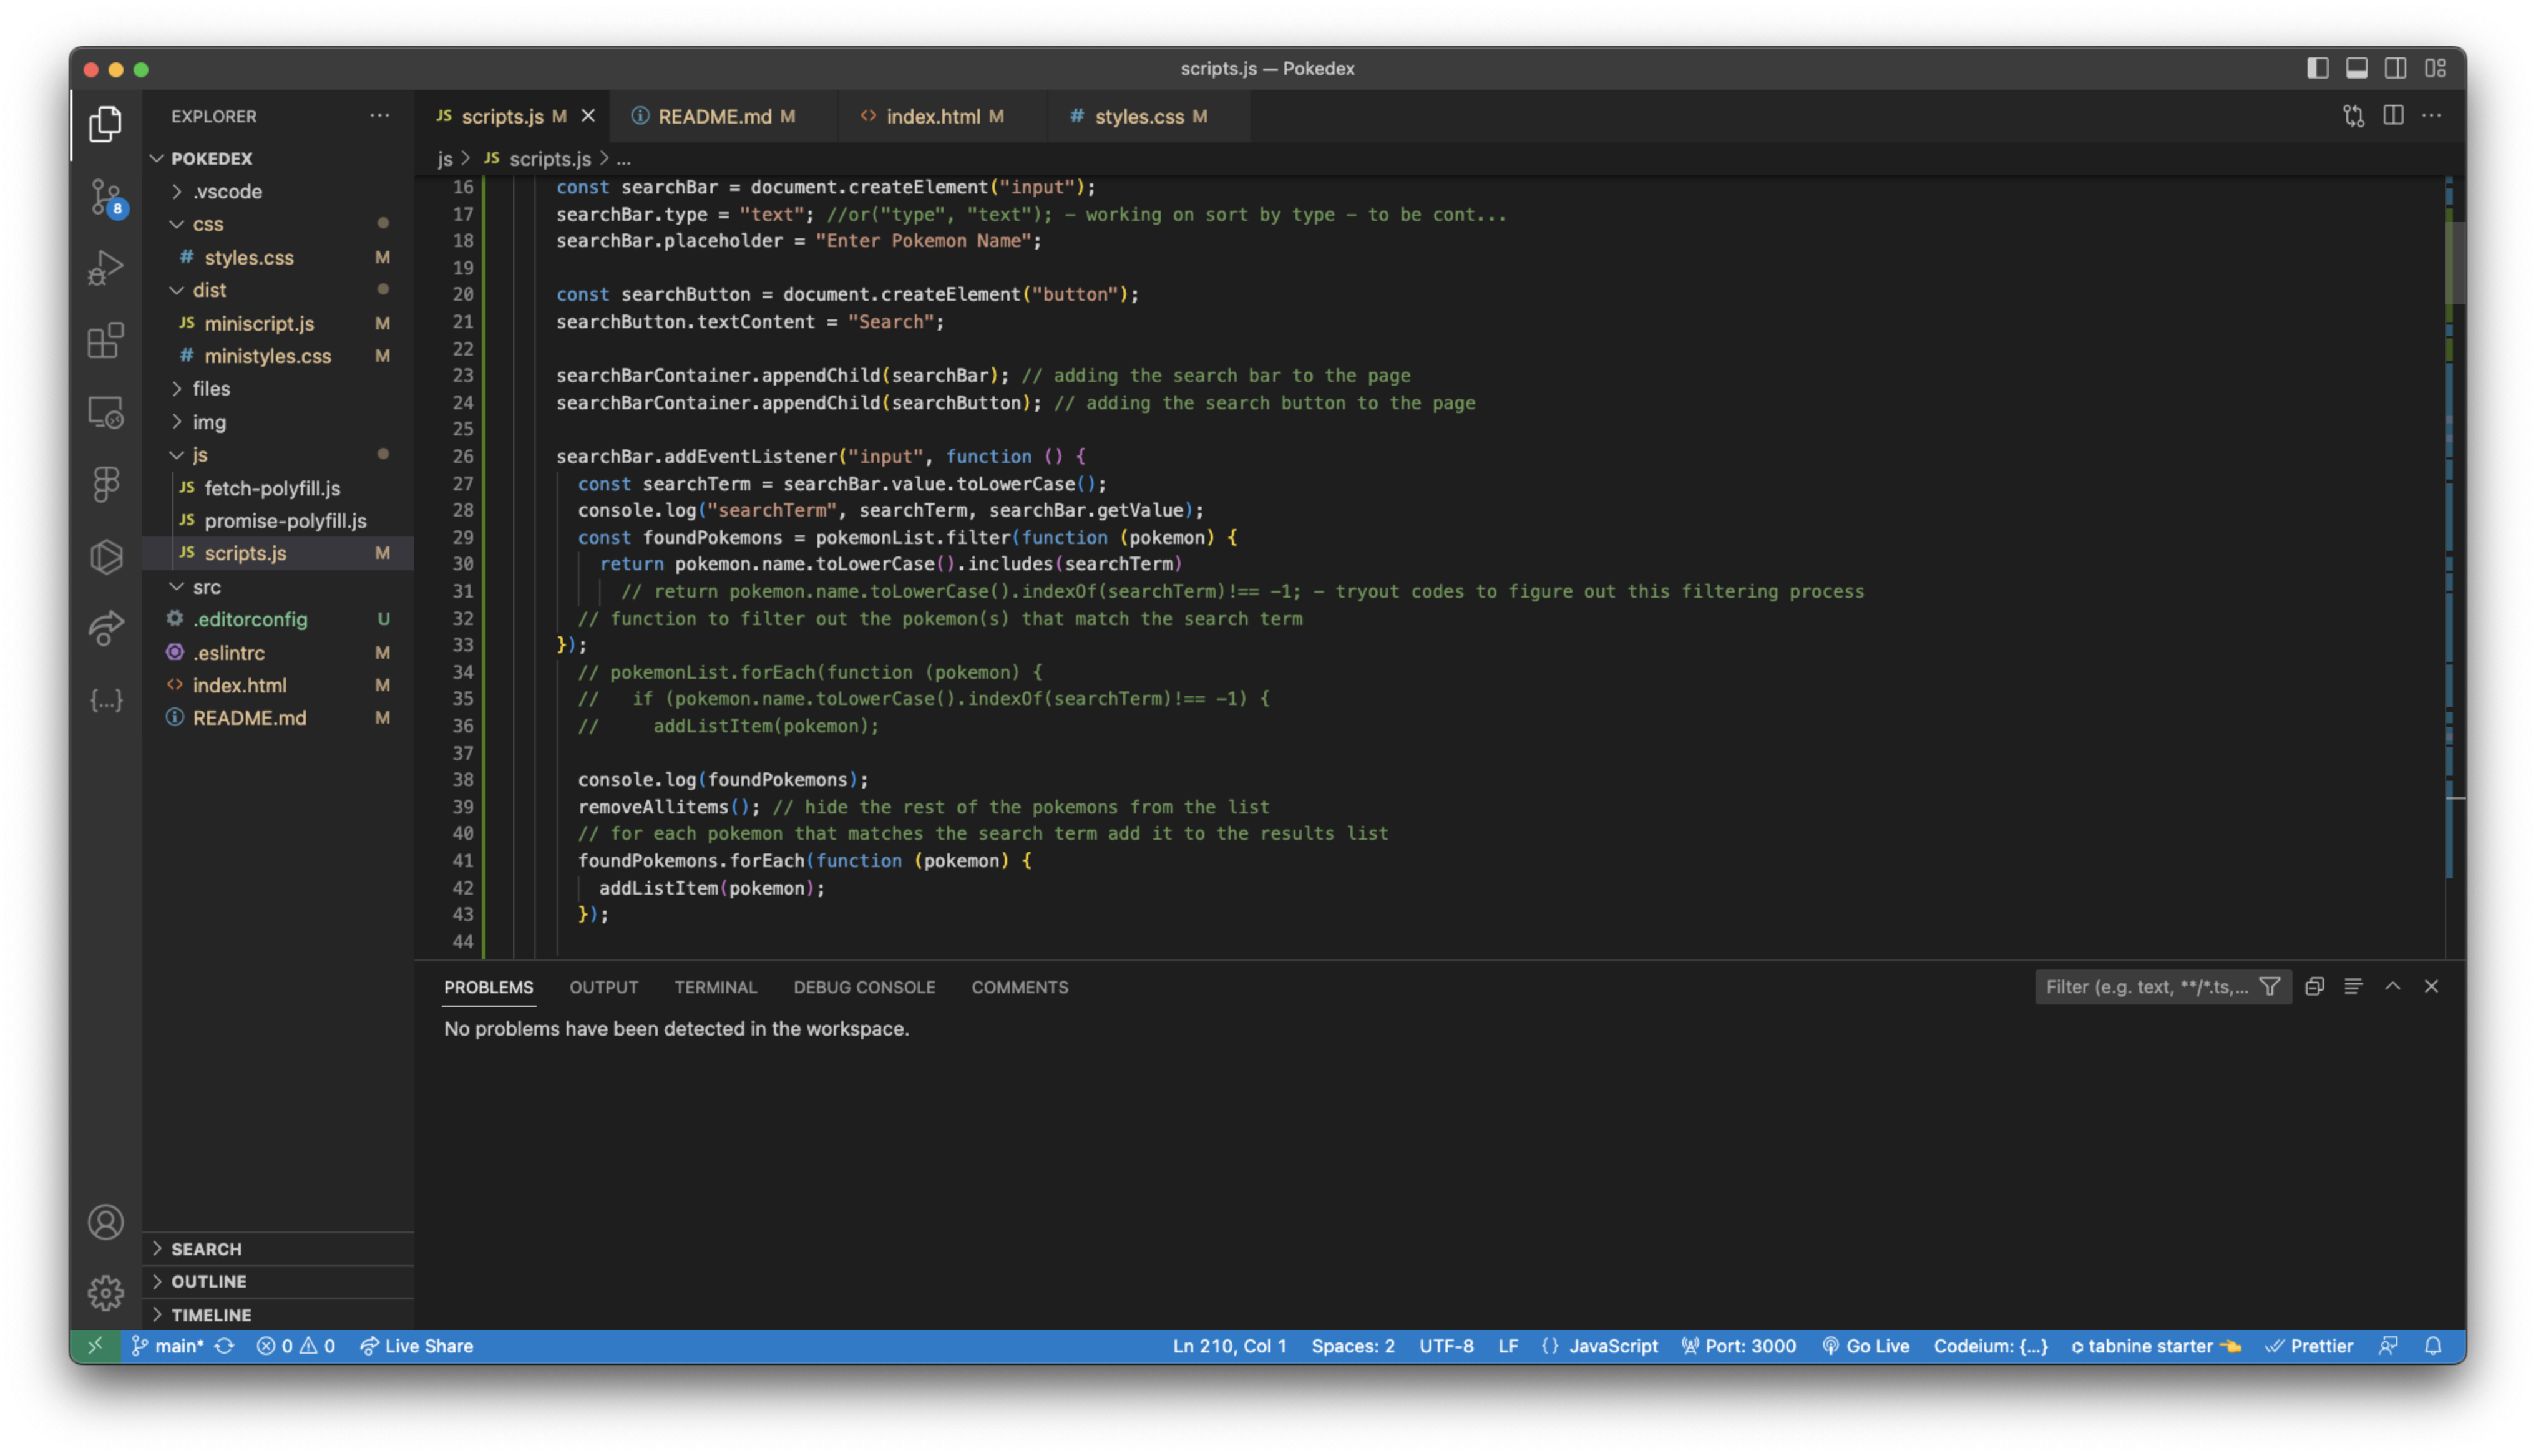 scripts.js — Pokedex
EXPLORER
POKEDEX
.vscode
css
# styles.css M
dist
JS miniscript.js M
# ministyles.css M
files
img
js
JS fetch-polyfill.js
JS promise-polyfill.js
JS scripts.js M
src
.editorconfig U
.eslintrc M
<> index.html M
README.md M
SEARCH
OUTLINE
TIMELINE
8
{...}
JS scripts.js M
README.md M
<> index.html M
# styles.css M
js > JS scripts.js > ...
16 const searchBar = document.createElement("input");
17 searchBar.type = "text"; //or("type", "text"); – working on sort by type – to be cont...
18 searchBar.placeholder = "Enter Pokemon Name";
19
20 const searchButton = document.createElement("button");
21 searchButton.textContent = "Search";
22
23 searchBarContainer.appendChild(searchBar); // adding the search bar to the page
24 searchBarContainer.appendChild(searchButton); // adding the search button to the page
25
26 searchBar.addEventListener("input", function () {
27 const searchTerm = searchBar.value.toLowerCase();
28 console.log("searchTerm", searchTerm, searchBar.getValue);
29 const foundPokemons = pokemonList.filter(function (pokemon) {
30 return pokemon.name.toLowerCase().includes(searchTerm)
31 // return pokemon.name.toLowerCase().indexOf(searchTerm)!== -1; – tryout codes to figure out this filtering process
32 // function to filter out the pokemon(s) that match the search term
33 });
34 // pokemonList.forEach(function (pokemon) {
35 // if (pokemon.name.toLowerCase().indexOf(searchTerm)!== -1) {
36 // addListItem(pokemon);
37
38 console.log(foundPokemons);
39 removeAllitems(); // hide the rest of the pokemons from the list
40 // for each pokemon that matches the search term add it to the results list
41 foundPokemons.forEach(function (pokemon) {
42 addListItem(pokemon);
43 });
44
PROBLEMS OUTPUT TERMINAL DEBUG CONSOLE COMMENTS
Filter (e.g. text, **/*.ts,...
No problems have been detected in the workspace.
main* 0 0 Live Share Ln 210, Col 1 Spaces: 2 UTF-8 LF {} JavaScript Port: 3000 Go Live Codeium: {...} tabnine starter 👈 Prettier